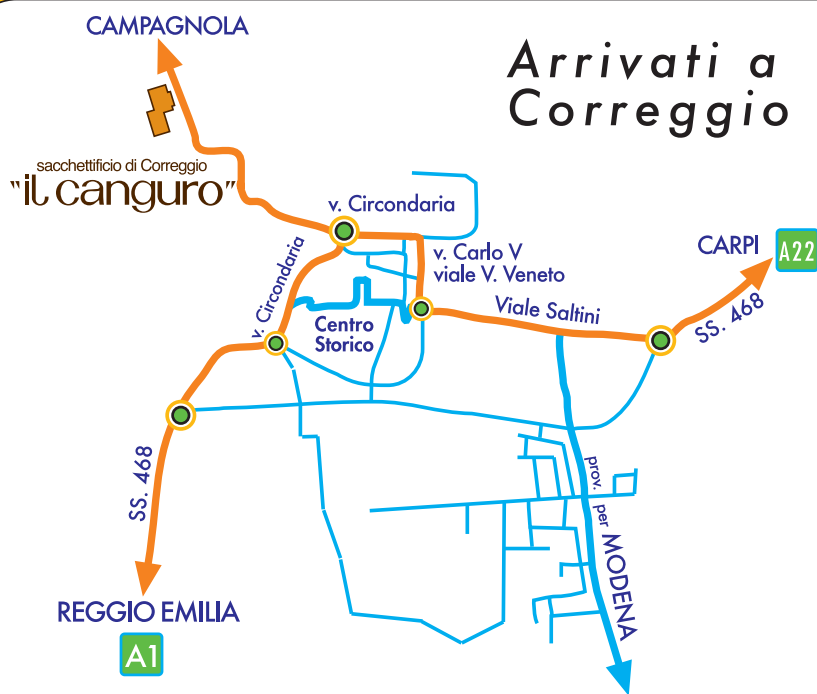 CAMPAGNOLA
Arrivati a
Correggio
sacchettificio di Correggio
"il canguro"
v. Circondaria
v. Carlo V
viale V. Veneto
CARPI
A22
v. Circondaria
Centro
Storico
Viale Saltini
SS. 468
SS. 468
prov. per MODENA
REGGIO EMILIA
A1